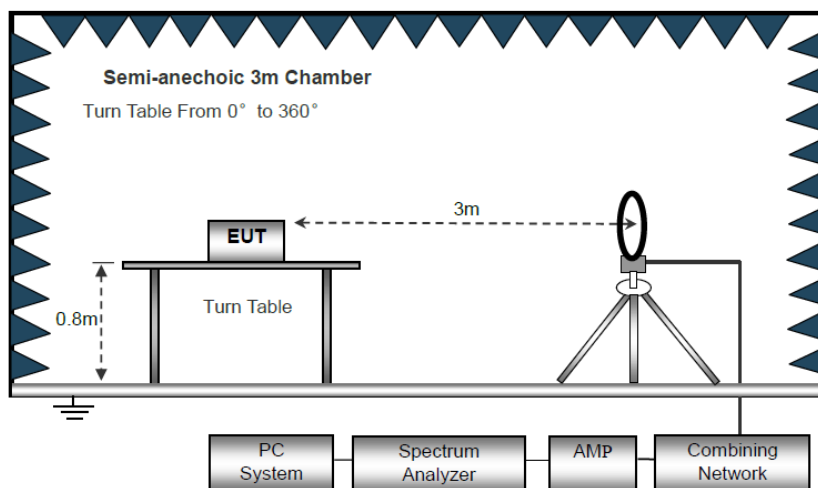 Semi-anechoic 3m Chamber
Turn Table From 0° to 360°
3m
EUT
Turn Table
0.8m
PC
System
Spectrum
Analyzer
AMP
Combining
Network